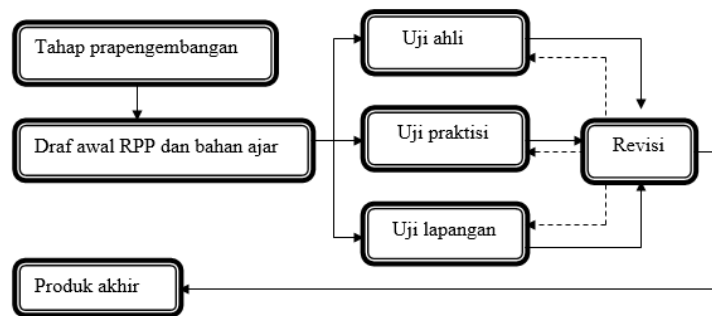 Tahap prapengembangan
Draf awal RPP dan bahan ajar
Uji ahli
Uji praktisi
Uji lapangan
Revisi
Produk akhir